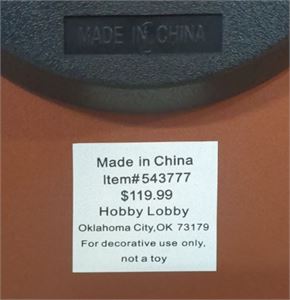 MADE IN CHINA
Made in China
Item#543777
$119.99
Hobby Lobby
Oklahoma City,OK 73179
For decorative use only,
not a toy